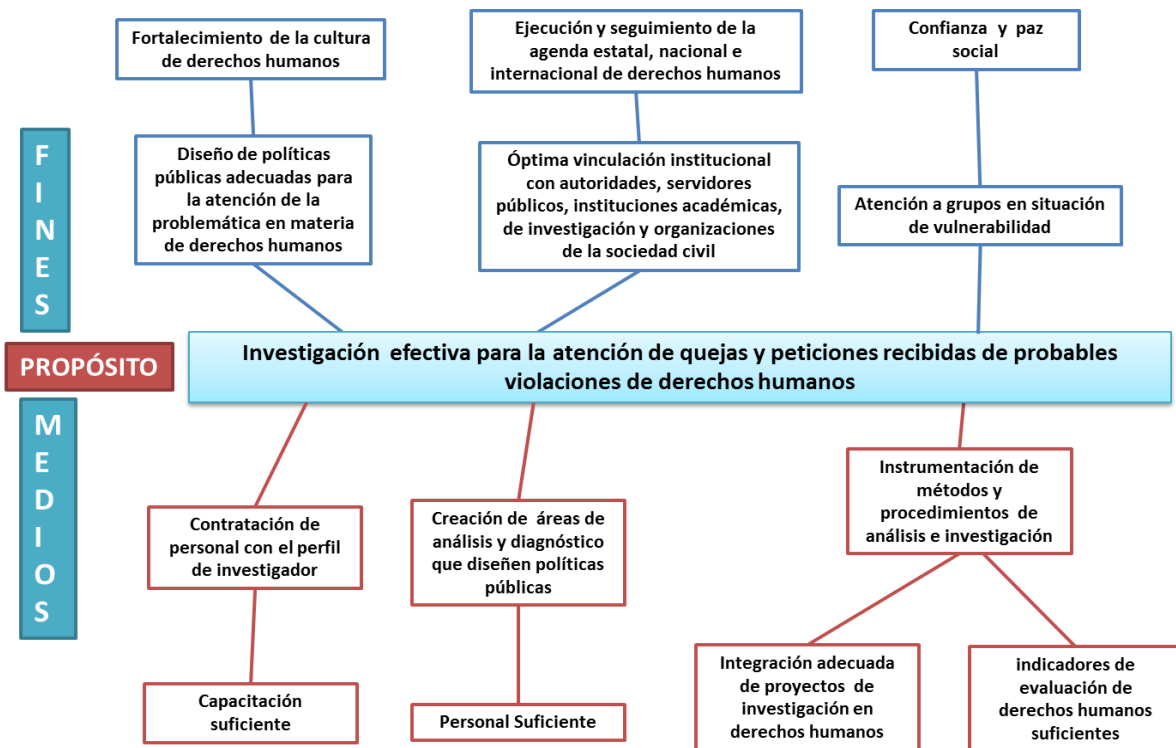 Fortalecimiento de la cultura
de derechos humanos
Ejecución y seguimiento de la
agenda estatal, nacional e
internacional de derechos humanos
Confianza y paz
social
FINES
Diseño de políticas
públicas adecuadas para
la atención de la
problemática en materia
de derechos humanos
Óptima vinculación institucional
con autoridades, servidores
públicos, instituciones académicas,
de investigación y organizaciones
de la sociedad civil
Atención a grupos en situación
de vulnerabilidad
PROPÓSITO
Investigación efectiva para la atención de quejas y peticiones recibidas de probables
violaciones de derechos humanos
MEDIOS
Contratación de
personal con el perfil
de investigador
Creación de áreas de
análisis y diagnóstico
que diseñen políticas
públicas
Instrumentación de
métodos y
procedimientos de
análisis e investigación
Capacitación
suficiente
Personal Suficiente
Integración adecuada
de proyectos de
investigación en
derechos humanos
indicadores de
evaluación de
derechos humanos
suficientes